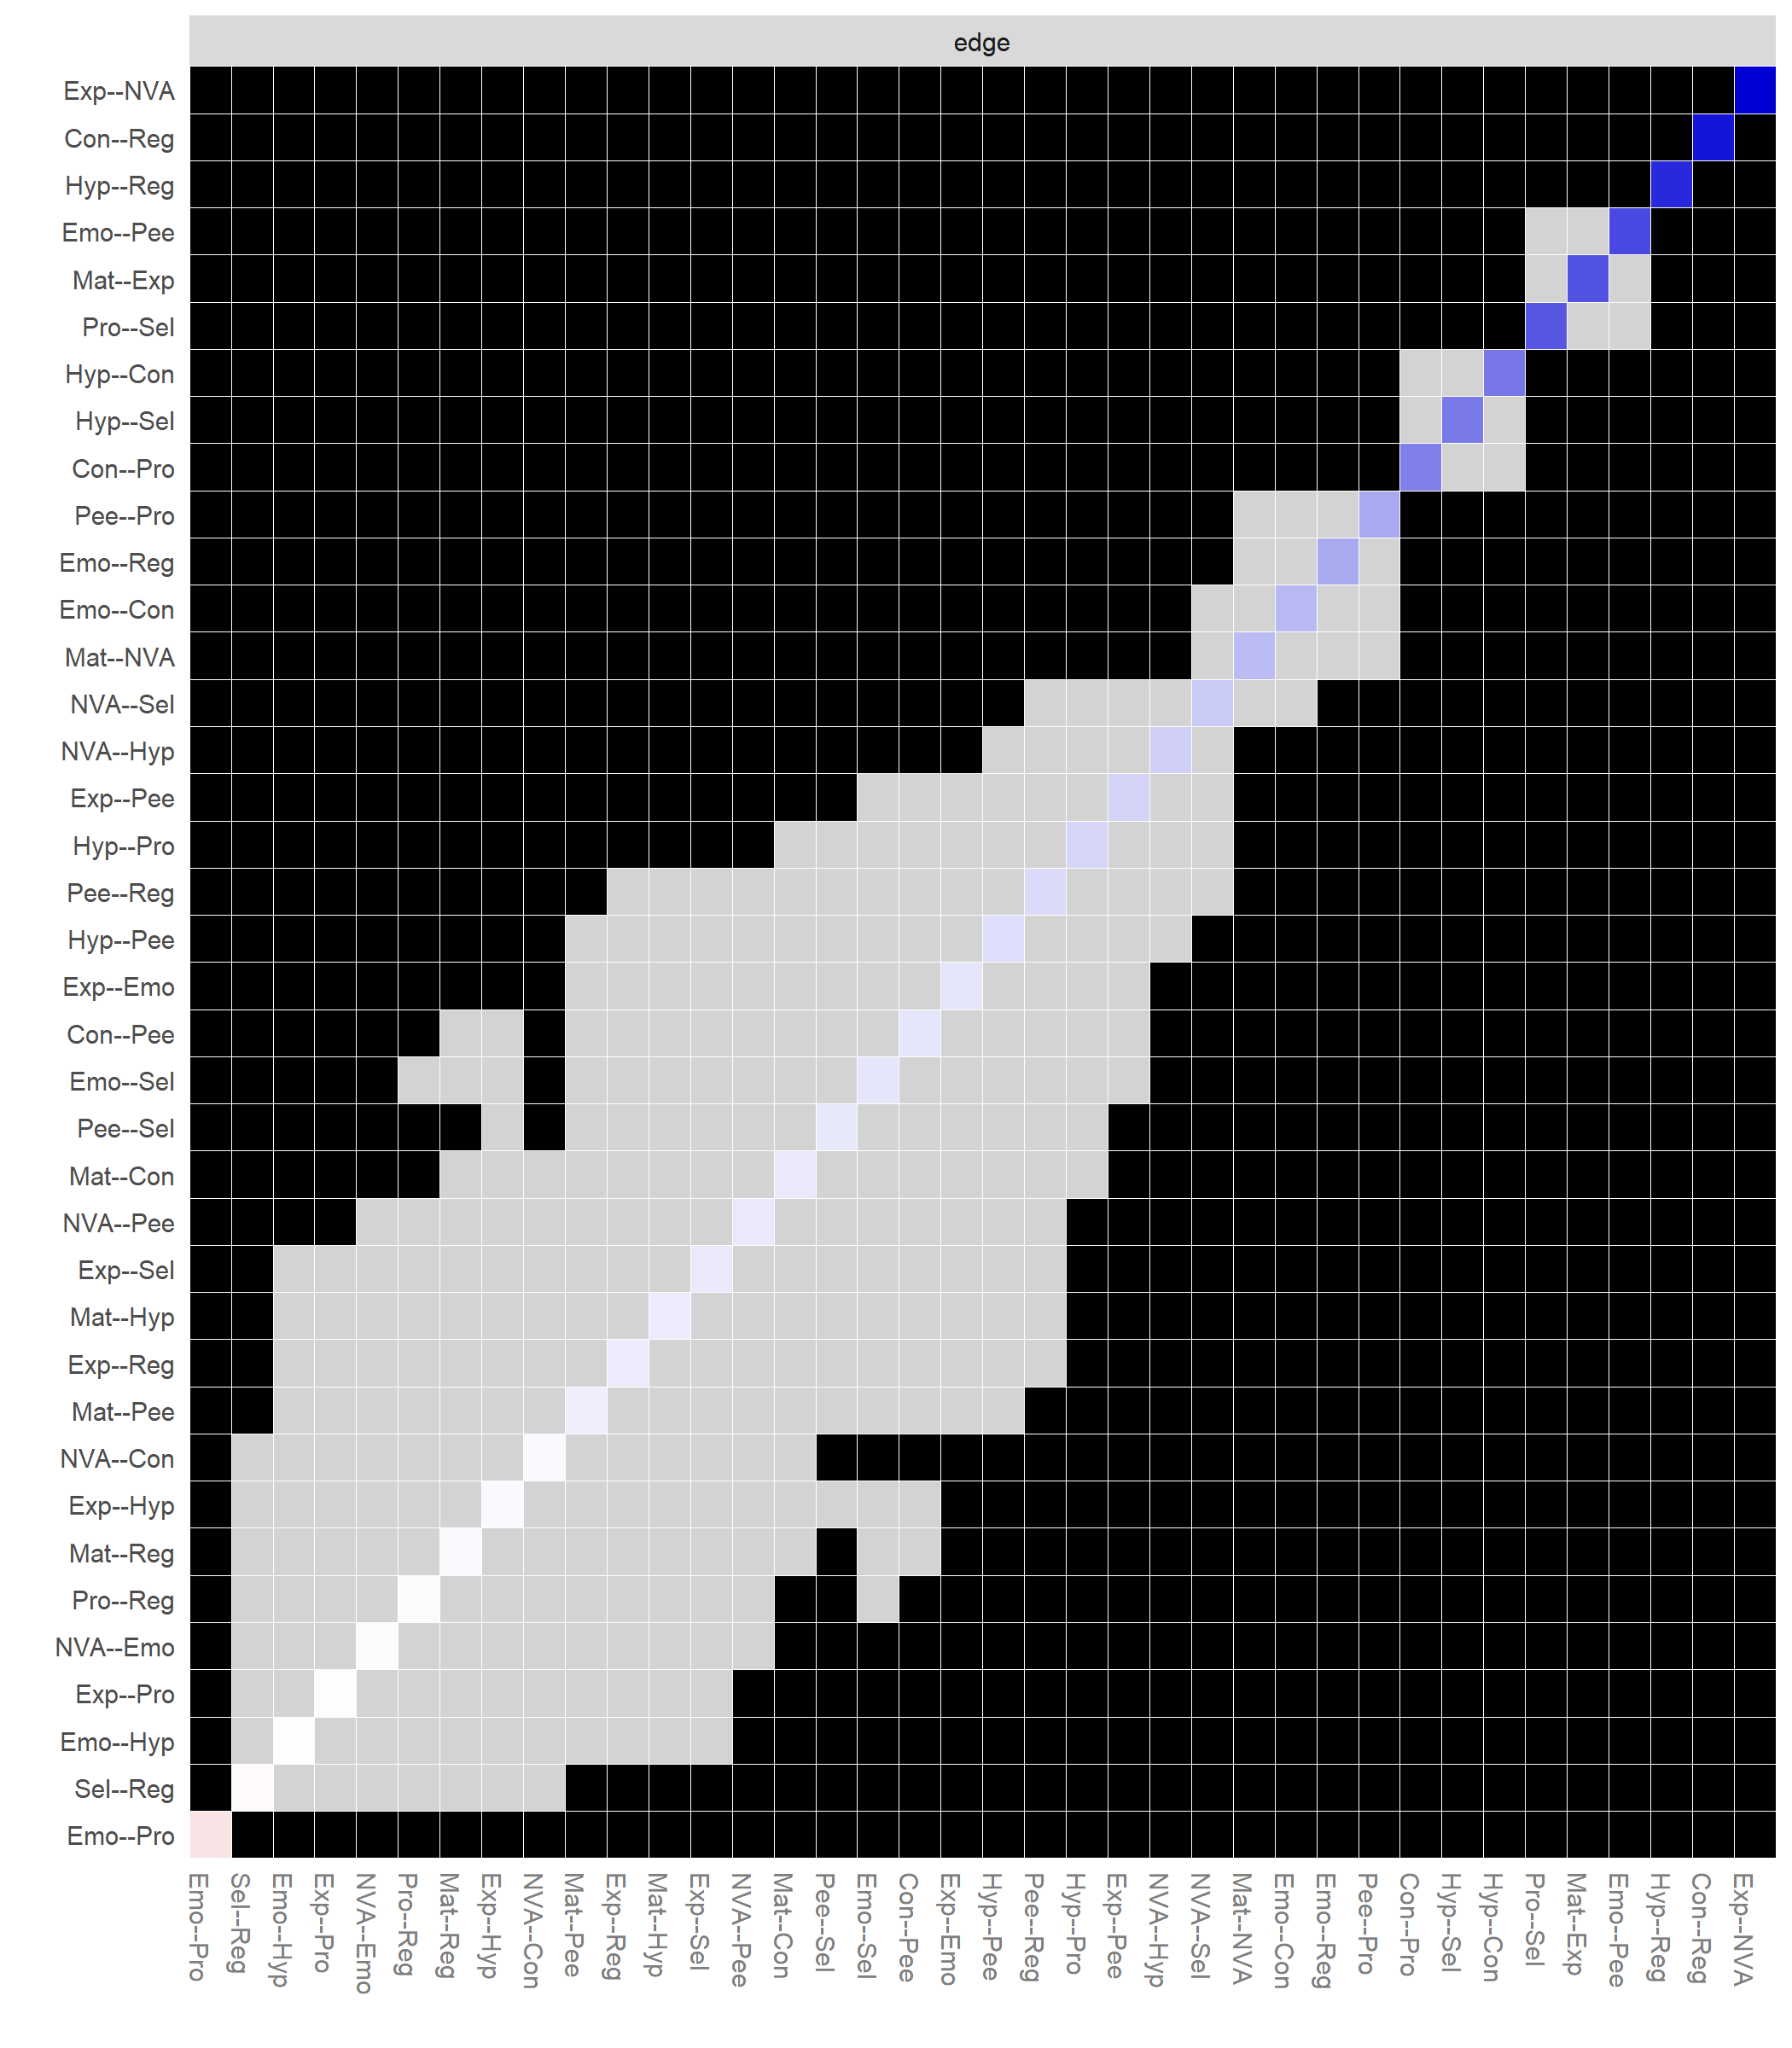 edge
Exp--NVA
Con--Reg
Hyp--Reg
Emo--Pee
Mat--Exp
Pro--Sel
Hyp--Con
Hyp--Sel
Con--Pro
Pee--Pro
Emo--Reg
Emo--Con
Mat--NVA
NVA--Sel
NVA--Hyp
Exp--Pee
Hyp--Pro
Pee--Reg
Hyp--Pee
Exp--Emo
Con--Pee
Emo--Sel
Pee--Sel
Mat--Con
NVA--Pee
Exp--Sel
Mat--Hyp
Exp--Reg
Mat--Pee
NVA--Con
Exp--Hyp
Mat--Reg
Pro--Reg
NVA--Emo
Exp--Pro
Emo--Hyp
Sel--Reg
Emo--Pro
Emo--Pro
Sel--Reg
Emo--Hyp
Exp--Pro
NVA--Emo
Pro--Reg
Mat--Reg
Exp--Hyp
NVA--Con
Mat--Pee
Exp--Reg
Mat--Hyp
Exp--Sel
NVA--Pee
Mat--Con
Pee--Sel
Emo--Sel
Con--Pee
Exp--Emo
Hyp--Pee
Pee--Reg
Hyp--Pro
Exp--Pee
NVA--Hyp
NVA--Sel
Mat--NVA
Emo--Con
Emo--Reg
Pee--Pro
Con--Pro
Hyp--Sel
Hyp--Con
Pro--Sel
Mat--Exp
Emo--Pee
Hyp--Reg
Con--Reg
Exp--NVA